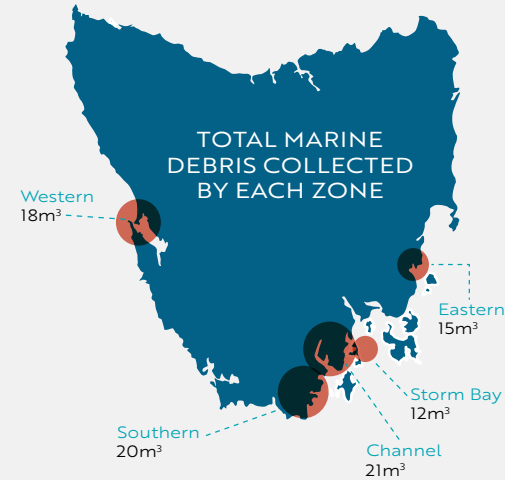 TOTAL MARINE
DEBRIS COLLECTED
BY EACH ZONE
Western
18m³
Eastern
15m³
Storm Bay
12m³
Southern
20m³
Channel
21m³